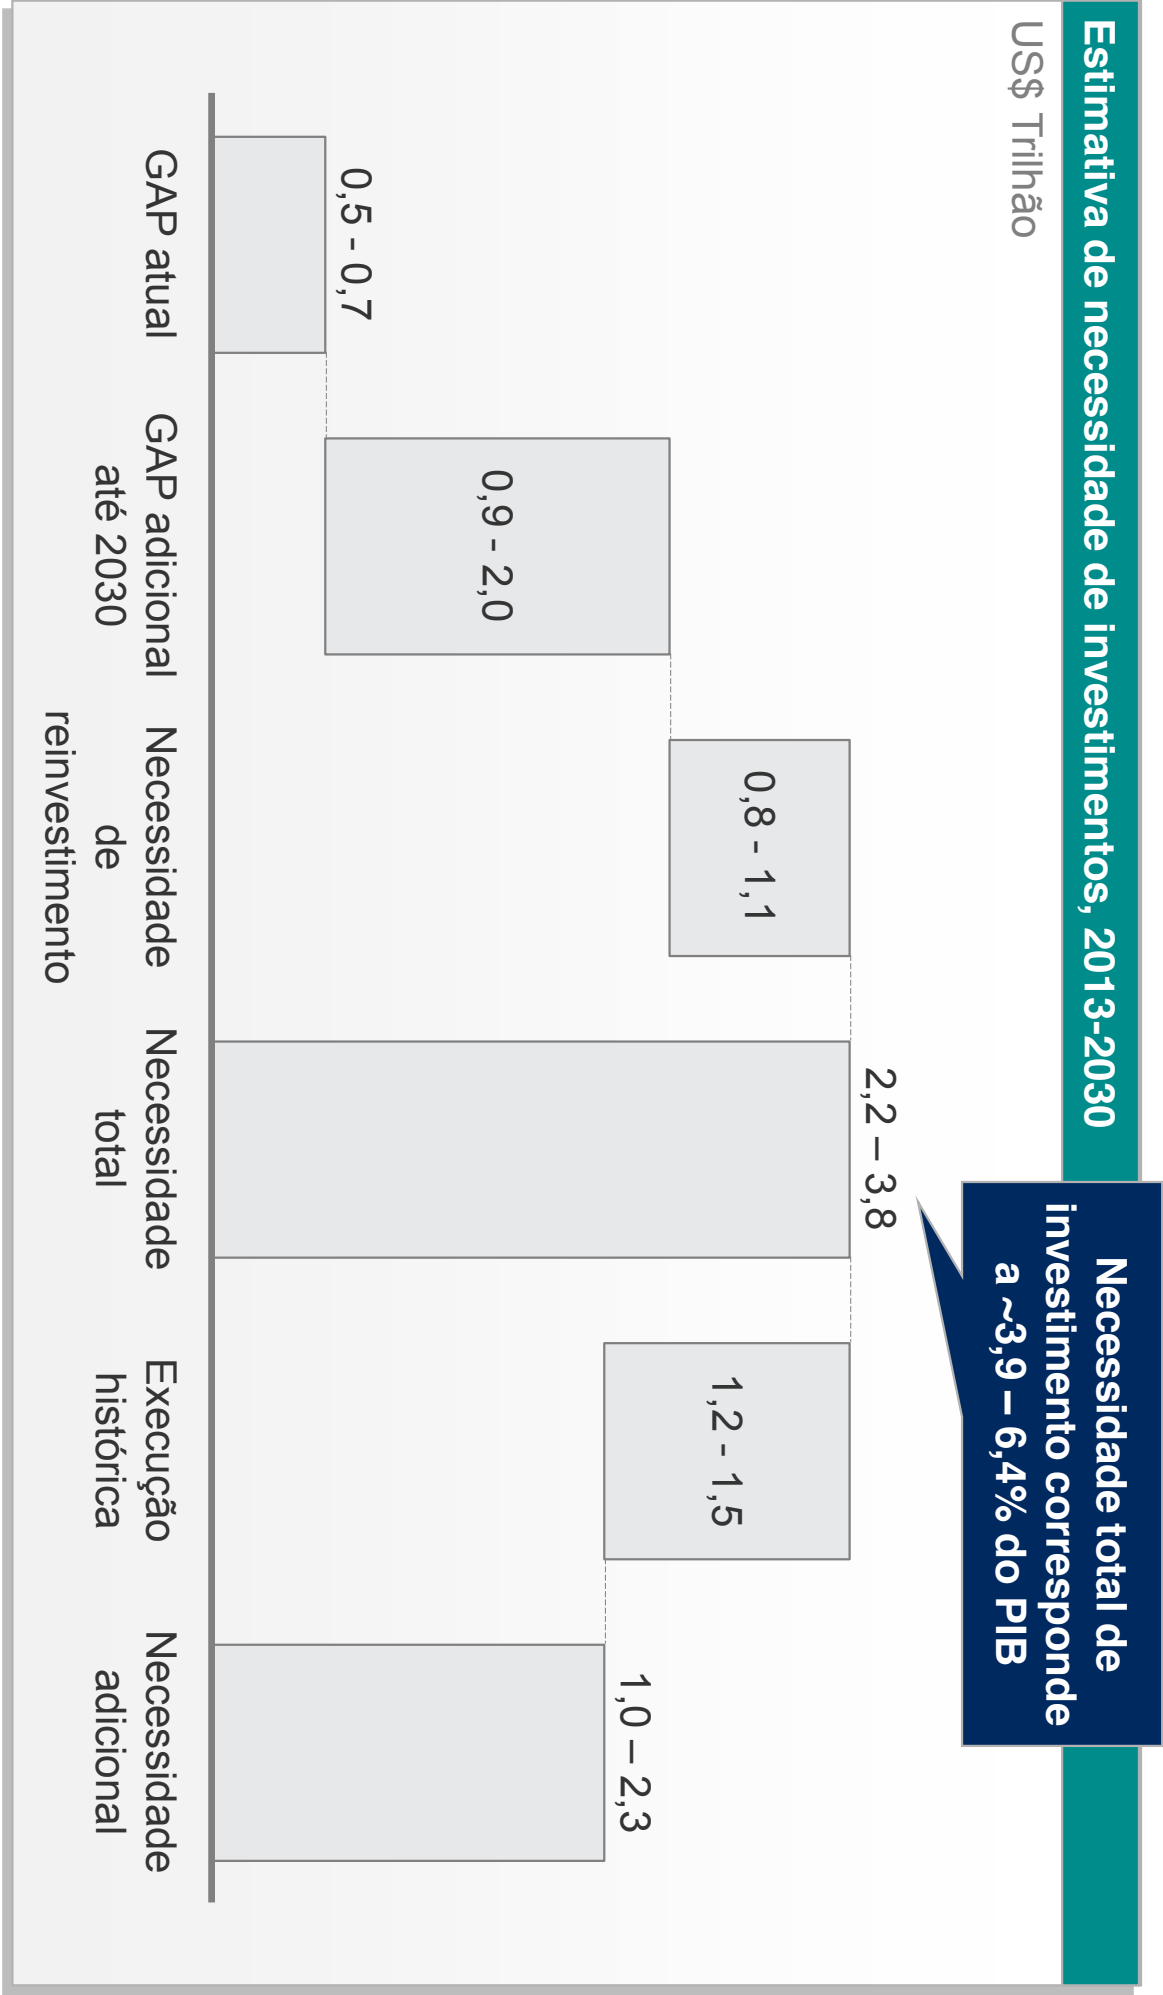 Estimativa de necessidade de investimentos, 2013-2030
US$ Trilhão
Necessidade total de
investimento corresponde
a ~3,9 – 6,4% do PIB
0,5 - 0,7
0,9 - 2,0
0,8 - 1,1
2,2 – 3,8
1,2 - 1,5
1,0 – 2,3
GAP atual
GAP adicional
até 2030
Necessidade
de
reinvestimento
Necessidade
total
Execução
histórica
Necessidade
adicional